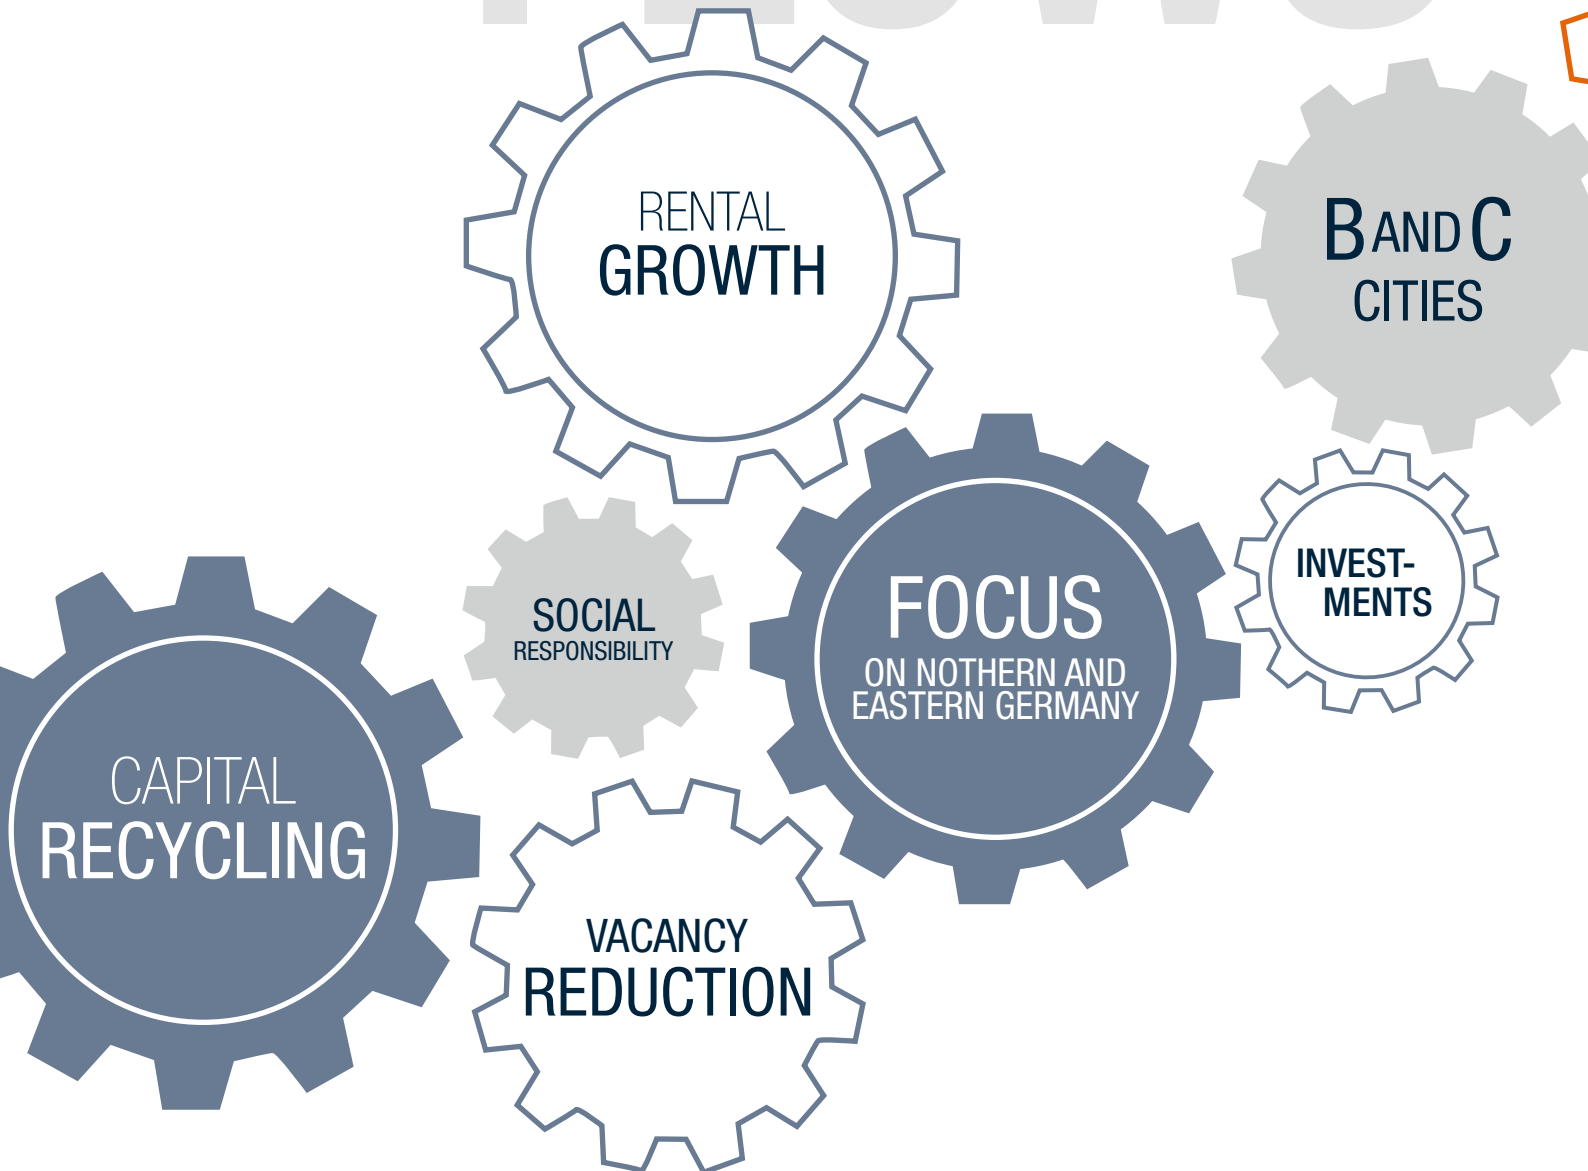 RENTAL
GROWTH
B AND C
CITIES
INVEST-
MENTS
SOCIAL
RESPONSIBILITY
FOCUS
ON NOTHERN AND
EASTERN GERMANY
CAPITAL
RECYCLING
VACANCY
REDUCTION